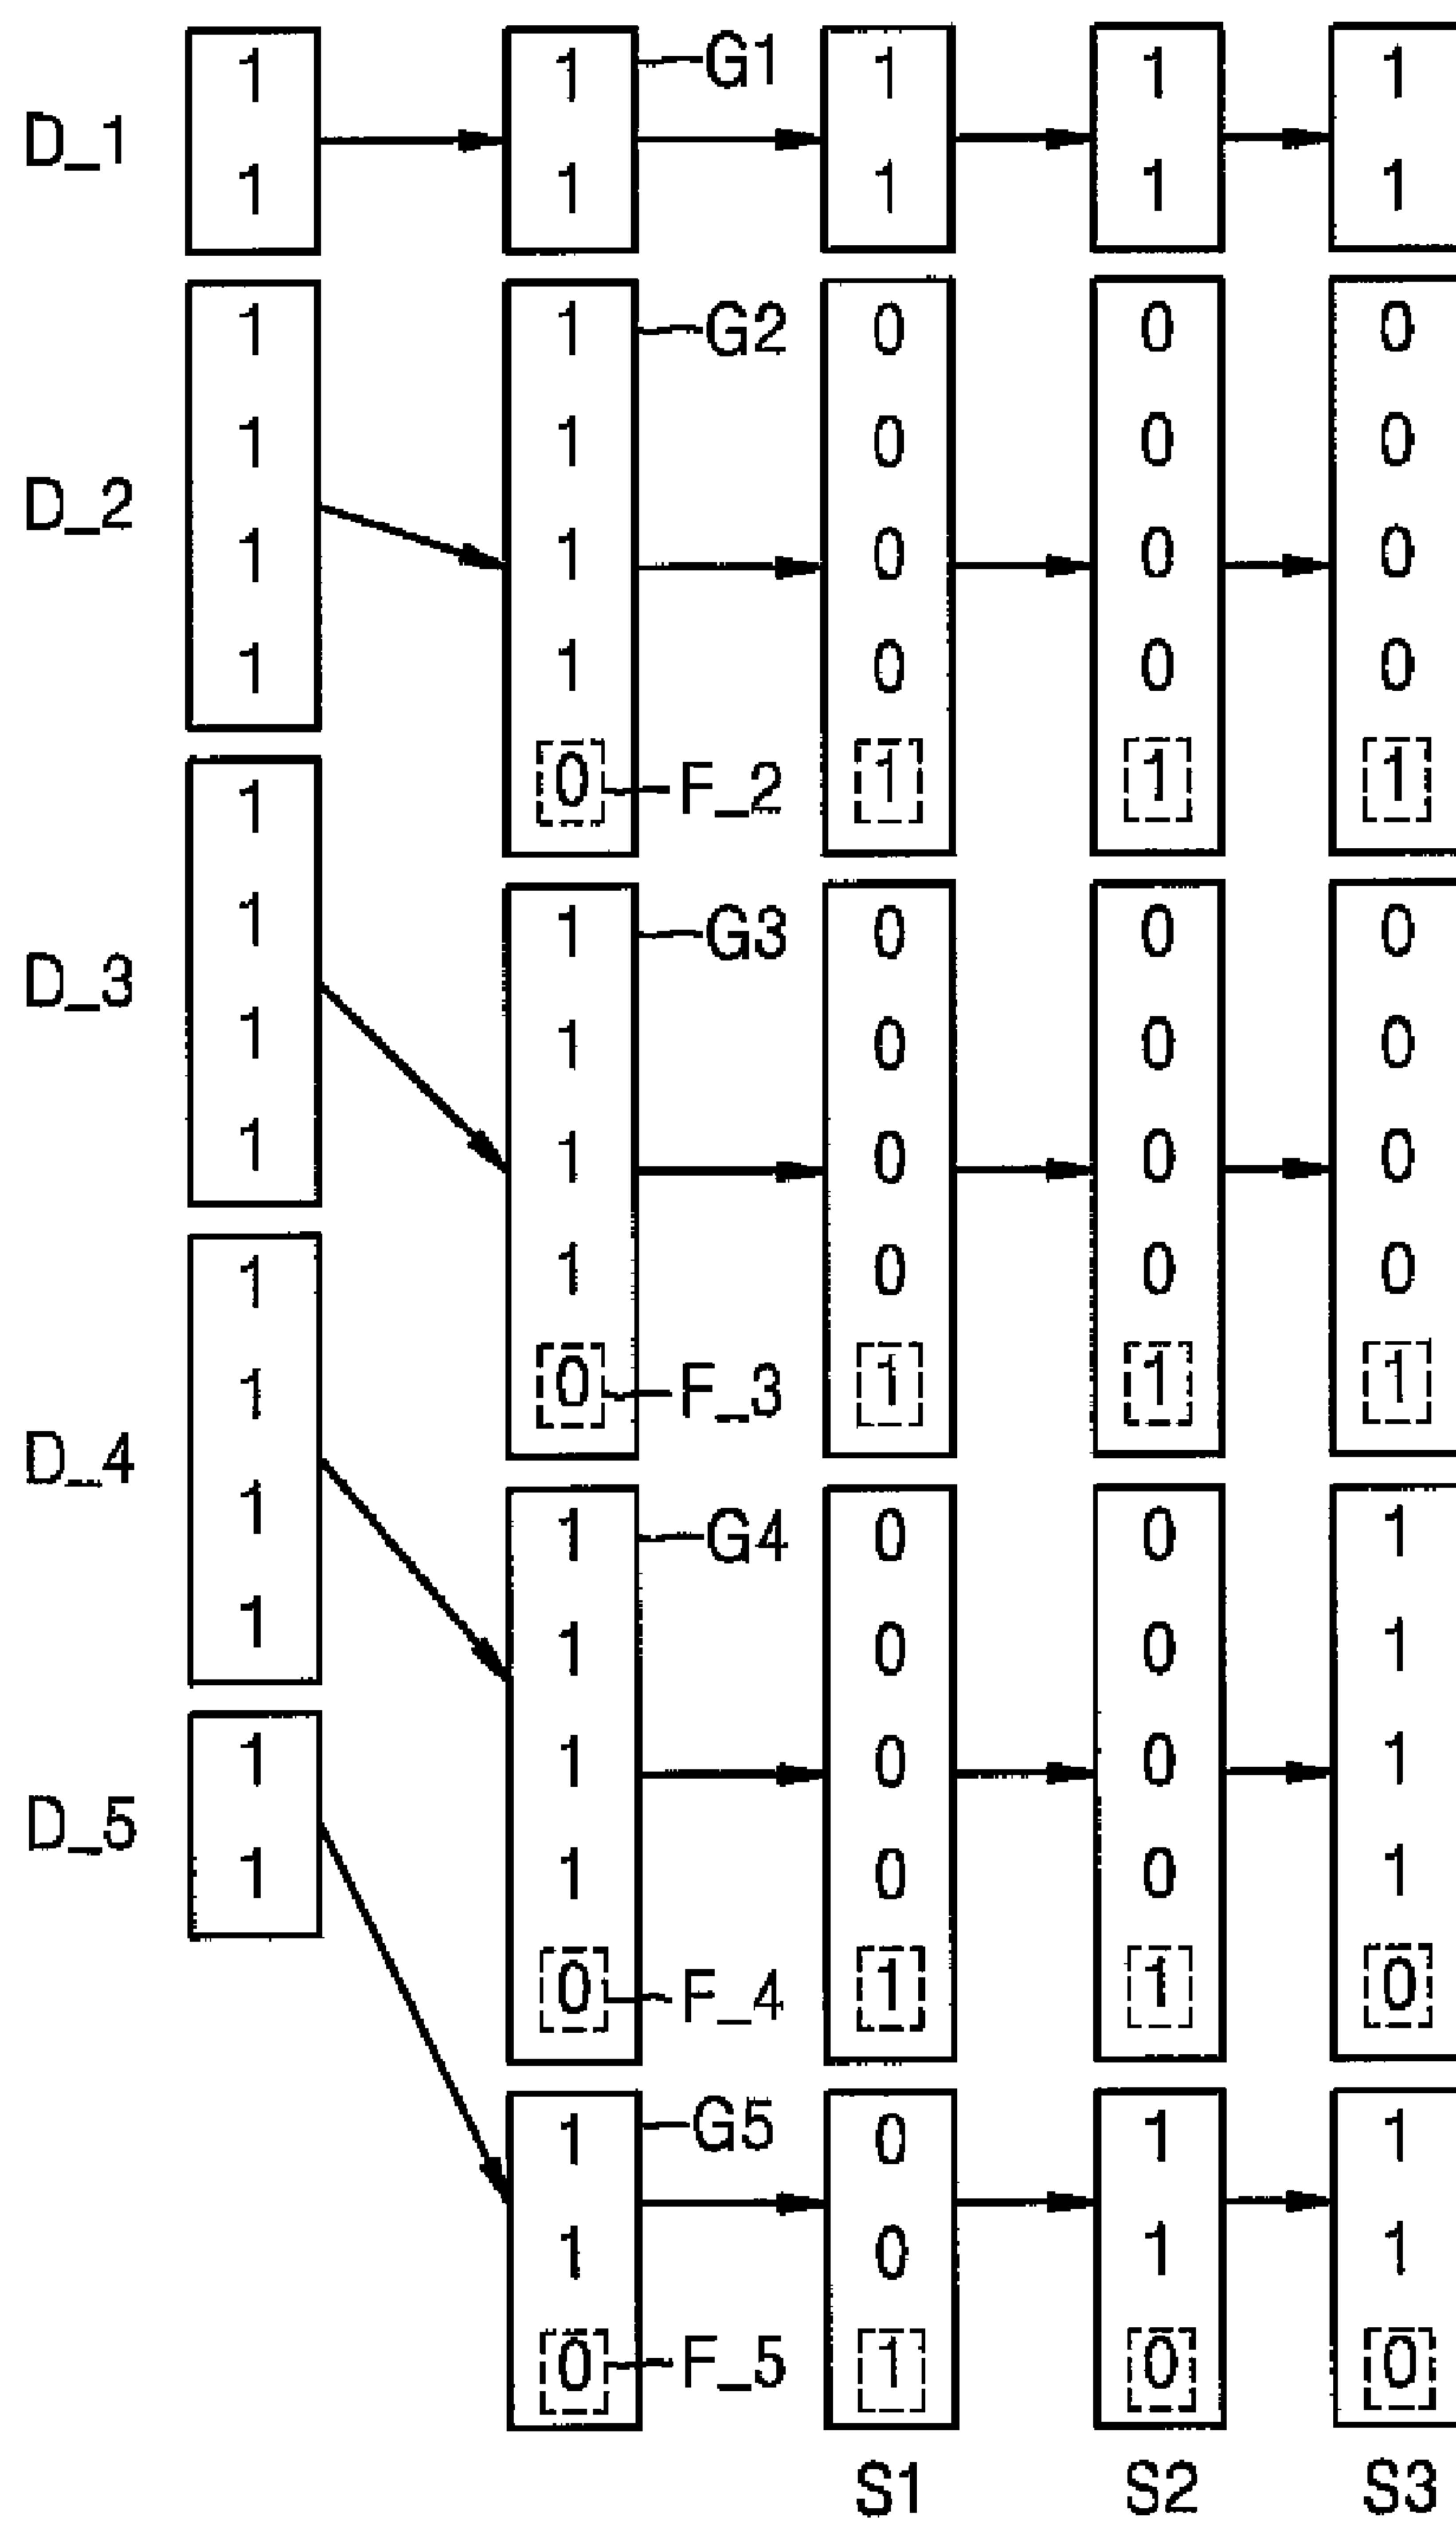 1 1 G1 1 1 1
D_1
1 1 1 1 1
1 1 G2 0 0 0
1 1 0 0 0
D_2
1 1 0 0 0
1 1 0 0 0
0 F_2 1 1 1
1
1 1 G3 0 0 0
D_3
1 1 0 0 0
1 1 0 0 0
1 1 0 0 0
1 0 F_3 1 1 1
D_4
1 1 G4 0 0 1
1 1 0 0 1
1 1 0 0 1
D_5
1 1 0 0 1
0 F_4 1 1 0
1 G5 0 1 1
1 0 1 1
0 F_5 1 0 0
S1 S2 S3